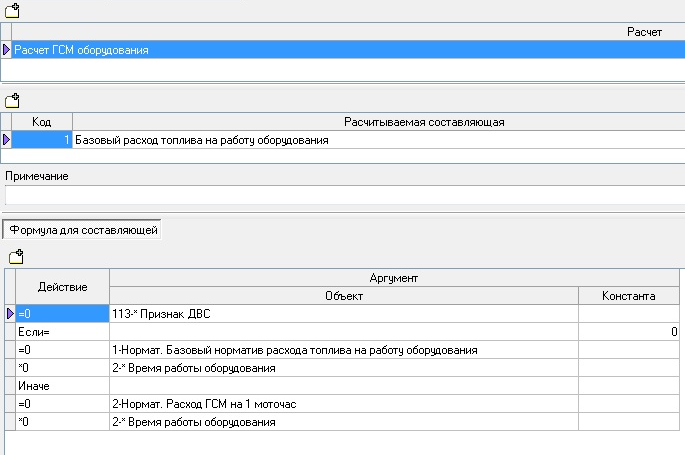 Расчет
Расчет ГСМ оборудования
Код Расчитываемая составляющая
1 Базовый расход топлива на работу оборудования
Примечание
Формула для составляющей
Действие Аргумент
Объект Константа
=0 113-* Признак ДВС
Если= 0
=0 1-Нормат. Базовый норматив расхода топлива на работу оборудования
*0 2-* Время работы оборудования
Иначе
=0 2-Нормат. Расход ГСМ на 1 моточас
*0 2-* Время работы оборудования